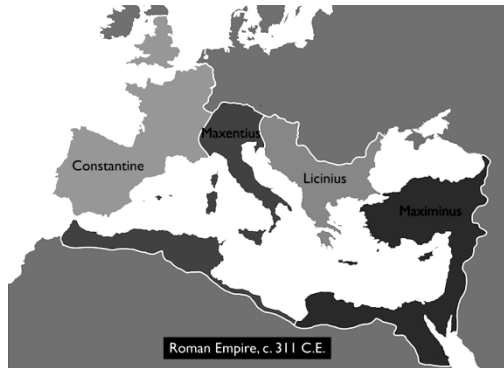 Maxentius
Constantine
Licinius
Maximinus
Roman Empire, c. 311 C.E.